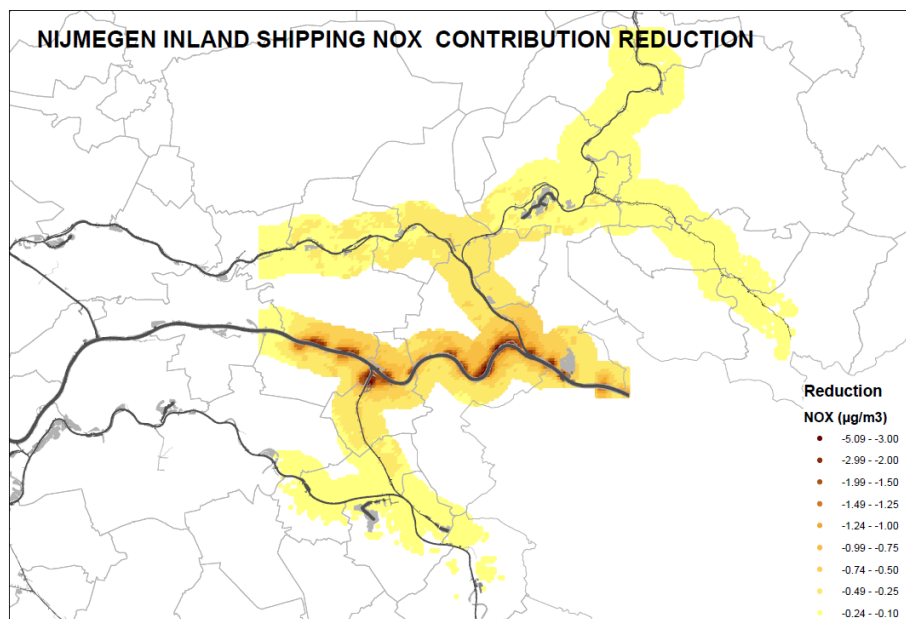 NIJMEGEN INLAND SHIPPING NOX CONTRIBUTION REDUCTION
Reduction
NOX (µg/m3)
-5.09 - -3.00
-2.99 - -2.00
-1.99 - -1.50
-1.49 - -1.25
-1.24 - -1.00
-0.99 - -0.75
-0.74 - -0.50
-0.49 - -0.25
-0.24 - -0.10